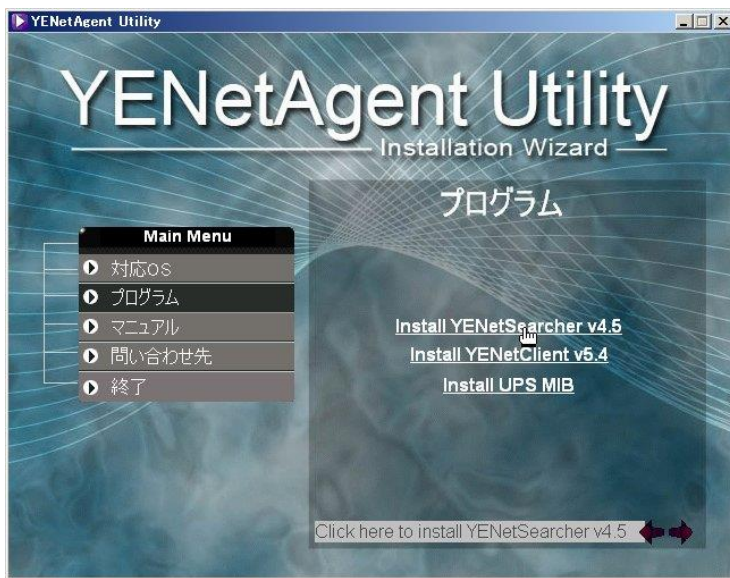 YENetAgent Utility
YENetAgent Utility
Installation Wizard
プログラム
Main Menu
対応OS
プログラム
マニュアル
問い合わせ先
終了
Install YENetSearcher v4.5
Install YENetClient v5.4
Install UPS MIB
Click here to install YENetSearcher v4.5